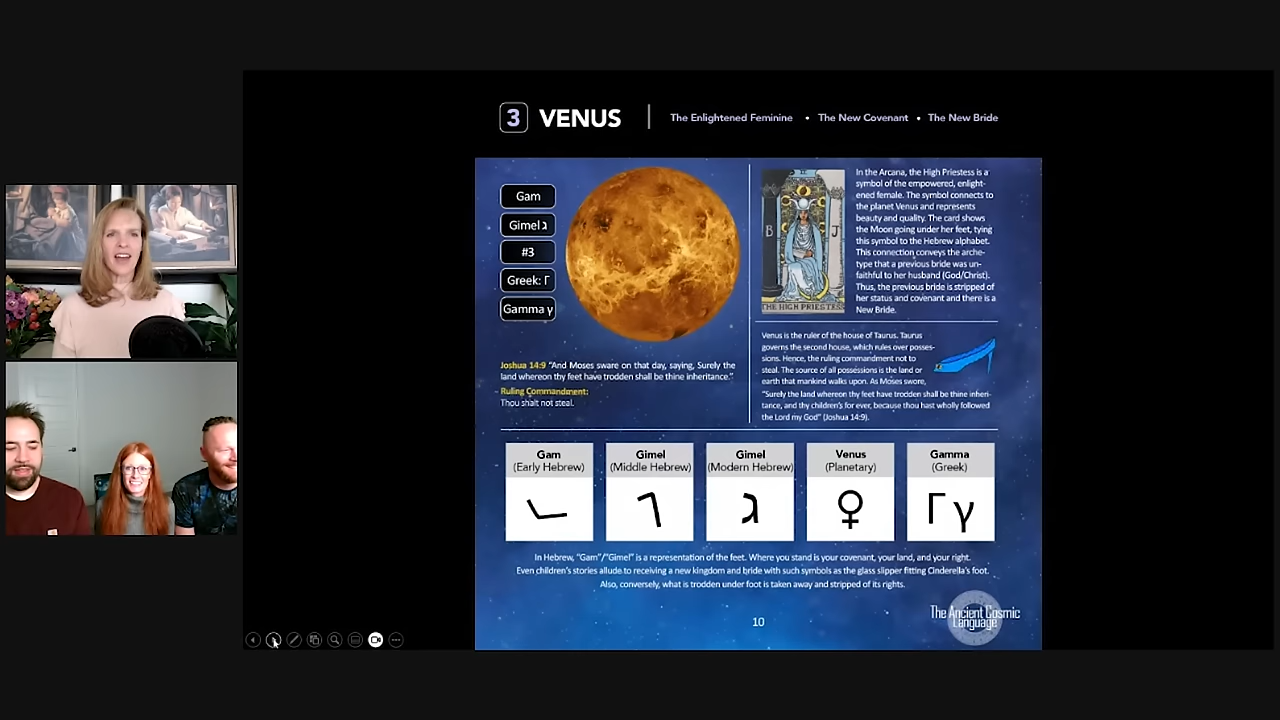 3 VENUS | The Enlightened Feminine • The New Covenant • The New Bride
Gam
Gimel ג
#3
Greek: Γ
Gamma γ
Joshua 14:9 "And Moses sware on that day, saying, Surely the
land whereon thy feet have trodden shall be thine inheritance."
Ruling Commandment:
Thou shalt not steal.
B J
THE HIGH PRIESTESS
In the Arcana, the High Priestess is a
symbol of the empowered, enlight-
ened female. The symbol connects to
the planet Venus and represents
beauty and quality. The card shows
the Moon going under her feet, tying
this symbol to the Hebrew alphabet.
This connection conveys the arche-
type that a previous bride was un-
faithful to her husband (God/Christ).
Thus, the previous bride is stripped of
her status and covenant and there is a
New Bride.
Venus is the ruler of the house of Taurus. Taurus
governs the second house, which rules over posses-
sions. Hence, the ruling commandment not to
steal. The source of all possessions is the land or
earth that mankind walks upon. As Moses swore,
"Surely the land whereon thy feet have trodden shall be thine inheri-
tance, and thy children's for ever, because thou hast wholly followed
the Lord my God" (Joshua 14:9).
Gam
(Early Hebrew)
Gimel
(Middle Hebrew)
Gimel
(Modern Hebrew)
ג
Venus
(Planetary)
♀
Gamma
(Greek)
Γγ
In Hebrew, "Gam"/"Gimel" is a representation of the feet. Where you stand is your covenant, your land, and your right.
Even children's stories allude to receiving a new kingdom and bride with such symbols as the glass slipper fitting Cinderella's foot.
Also, conversely, what is trodden under foot is taken away and stripped of its rights.
10
The Ancient Cosmic
Language